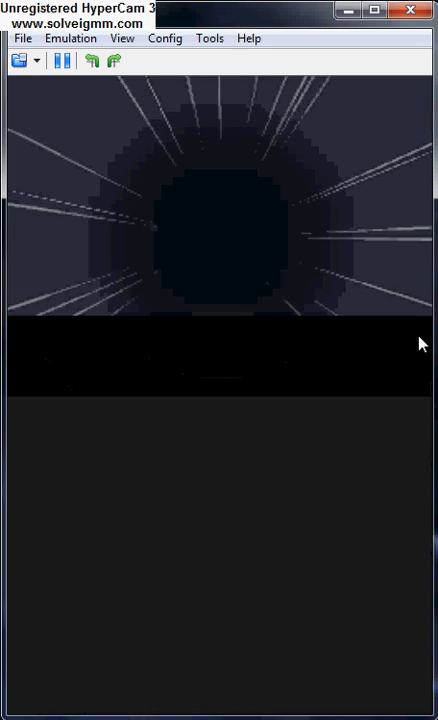 Unregistered HyperCam 3
www.solveigmm.com
File Emulation View Config Tools Help